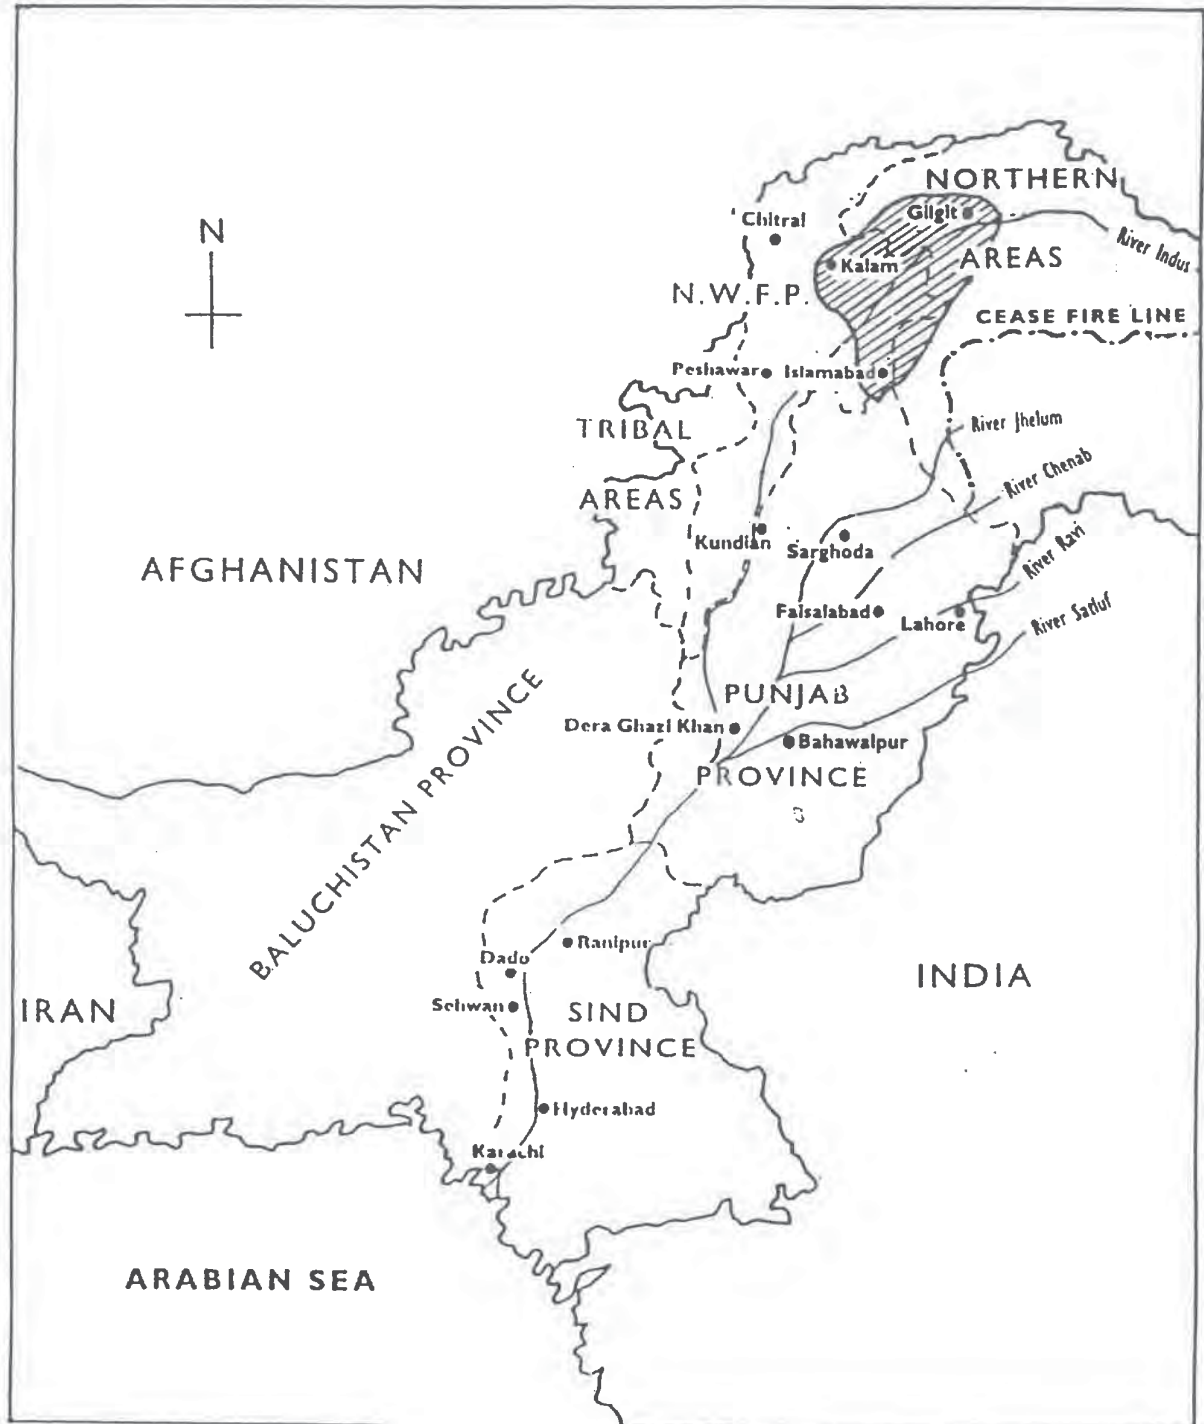 N
NORTHERN
Gilgit
Chitral
River Indus
Kalam
AREAS
N.W.F.P.
CEASE FIRE LINE
Peshawar
Islamabad
TRIBAL
River Jhelum
AREAS
River Chenab
Kundian
Sarghoda
AFGHANISTAN
River Ravi
Faisalabad
Lahore
River Satluj
PUNJAB
Dera Ghazi Khan
Bahawalpur
PROVINCE
BALUCHISTAN PROVINCE
Ranipur
Dado
INDIA
Sehwan
SIND
IRAN
PROVINCE
Hyderabad
Karachi
ARABIAN SEA